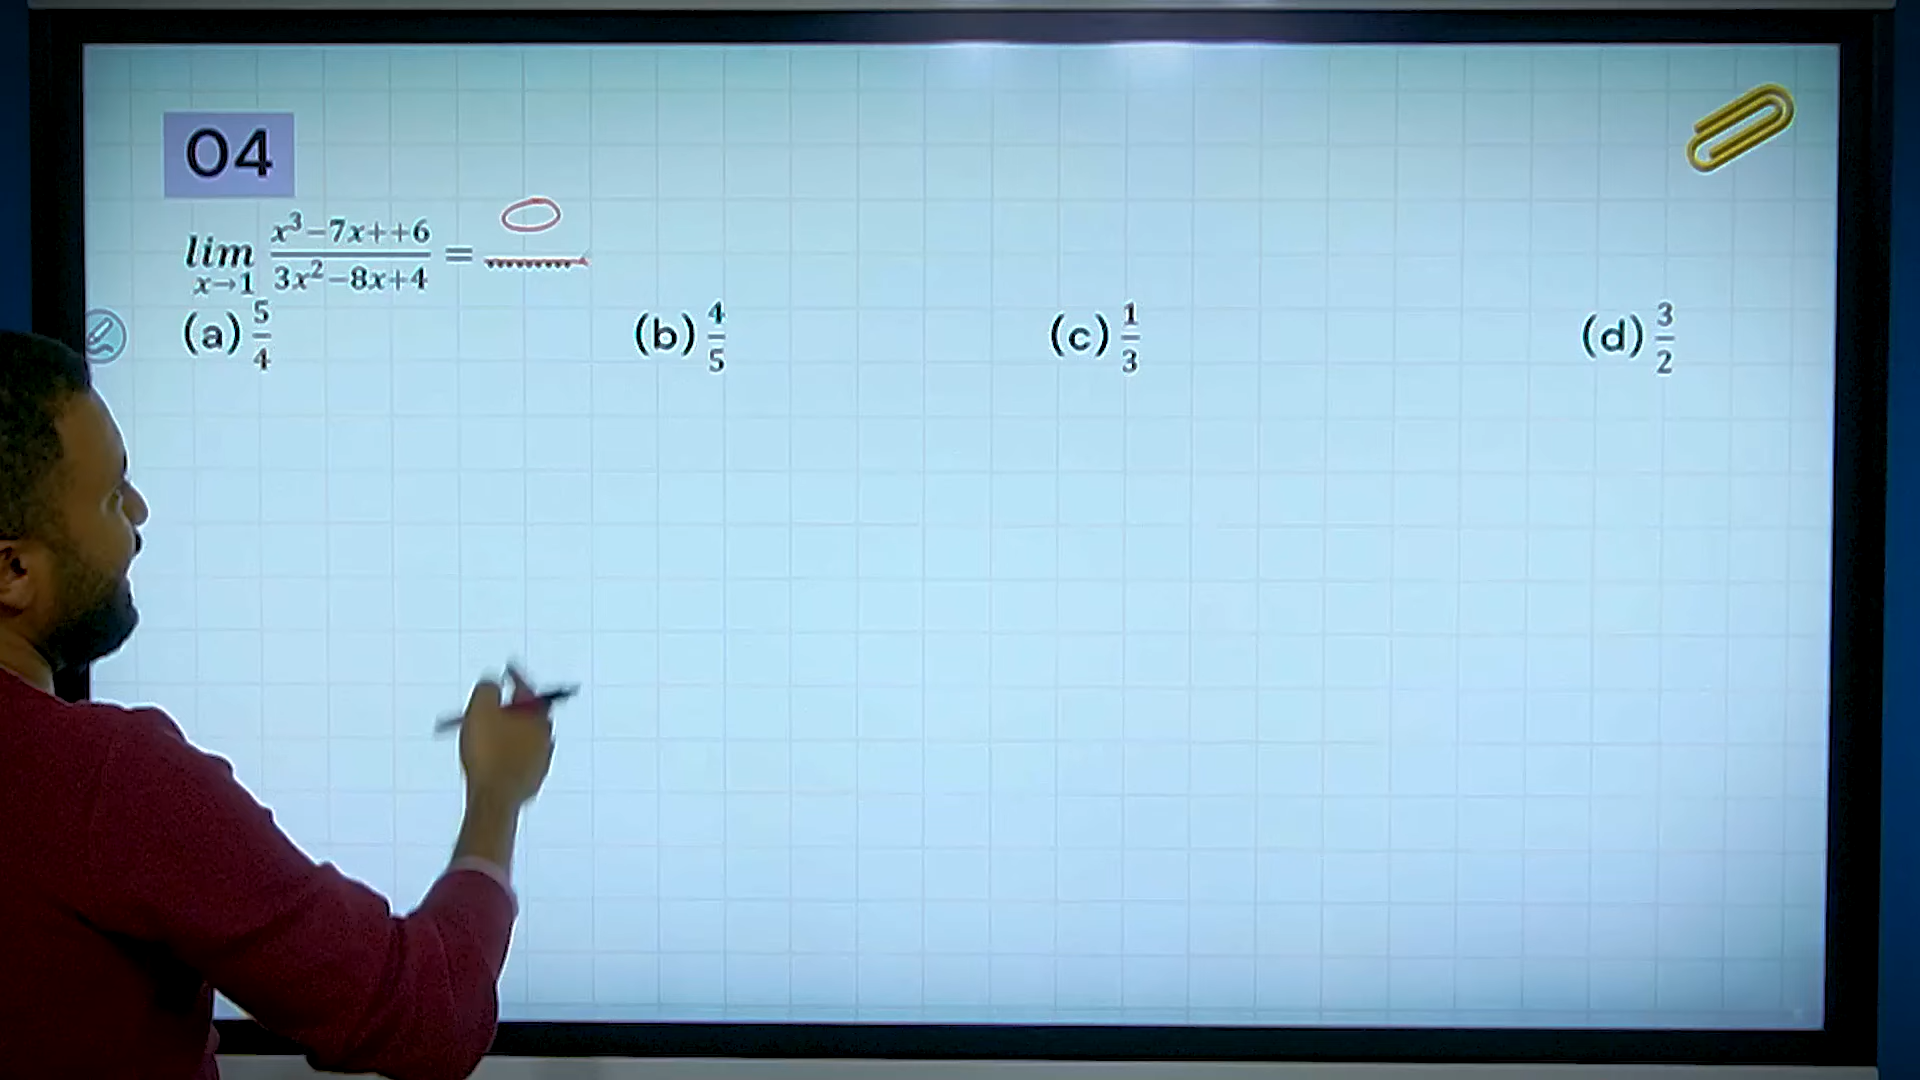 04
lim x→1 x³−7x++6 / 3x²−8x+4 = .......... 0
(a) 5/4 (b) 4/5 (c) 1/3 (d) 3/2